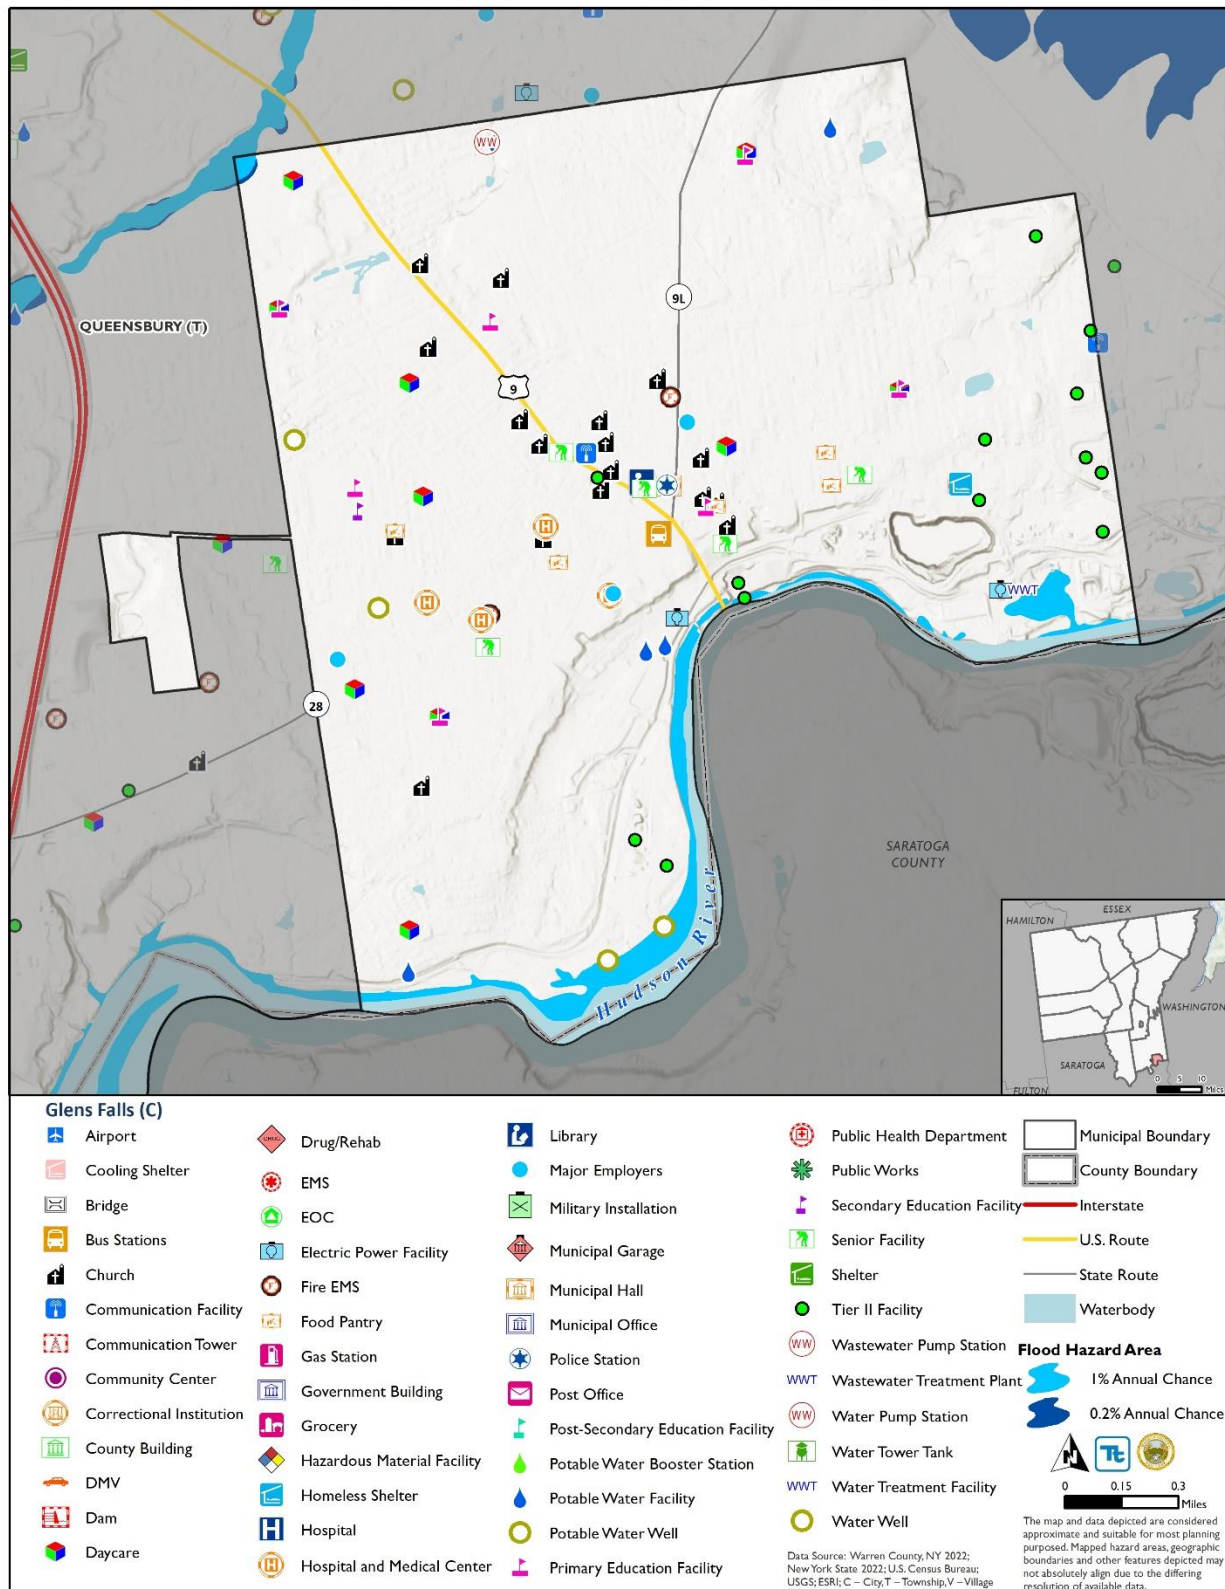 WW
9L
QUEENSBURY (T)
9
WWT
28
SARATOGA
COUNTY
Hudson River
HAMILTON
ESSEX
WASHINGTON
SARATOGA
FULTON
0 5 10
Miles
Glens Falls (C)
Airport
Cooling Shelter
Bridge
Bus Stations
Church
Communication Facility
Communication Tower
Community Center
Correctional Institution
County Building
DMV
Dam
Daycare
DRUG Drug/Rehab
EMS
EOC
Electric Power Facility
F Fire EMS
Food Pantry
Gas Station
Government Building
Grocery
Hazardous Material Facility
Homeless Shelter
H Hospital
H Hospital and Medical Center
Library
Major Employers
Military Installation
Municipal Garage
Municipal Hall
Municipal Office
Police Station
Post Office
Post-Secondary Education Facility
Potable Water Booster Station
Potable Water Facility
Potable Water Well
Primary Education Facility
Public Health Department
Public Works
Secondary Education Facility
Senior Facility
Shelter
Tier II Facility
WW Wastewater Pump Station
WWT Wastewater Treatment Plant
WW Water Pump Station
Water Tower Tank
WWT Water Treatment Facility
Water Well
Data Source: Warren County, NY 2022;
New York State 2022; U.S. Census Bureau;
USGS; ESRI; C – City, T – Township, V – Village
Municipal Boundary
County Boundary
Interstate
U.S. Route
State Route
Waterbody
Flood Hazard Area
1% Annual Chance
0.2% Annual Chance
N
Tt
0 0.15 0.3
Miles
The map and data depicted are considered
approximate and suitable for most planning
purposed. Mapped hazard areas, geographic
boundaries and other features depicted may
not absolutely align due to the differing
resolution of available data.